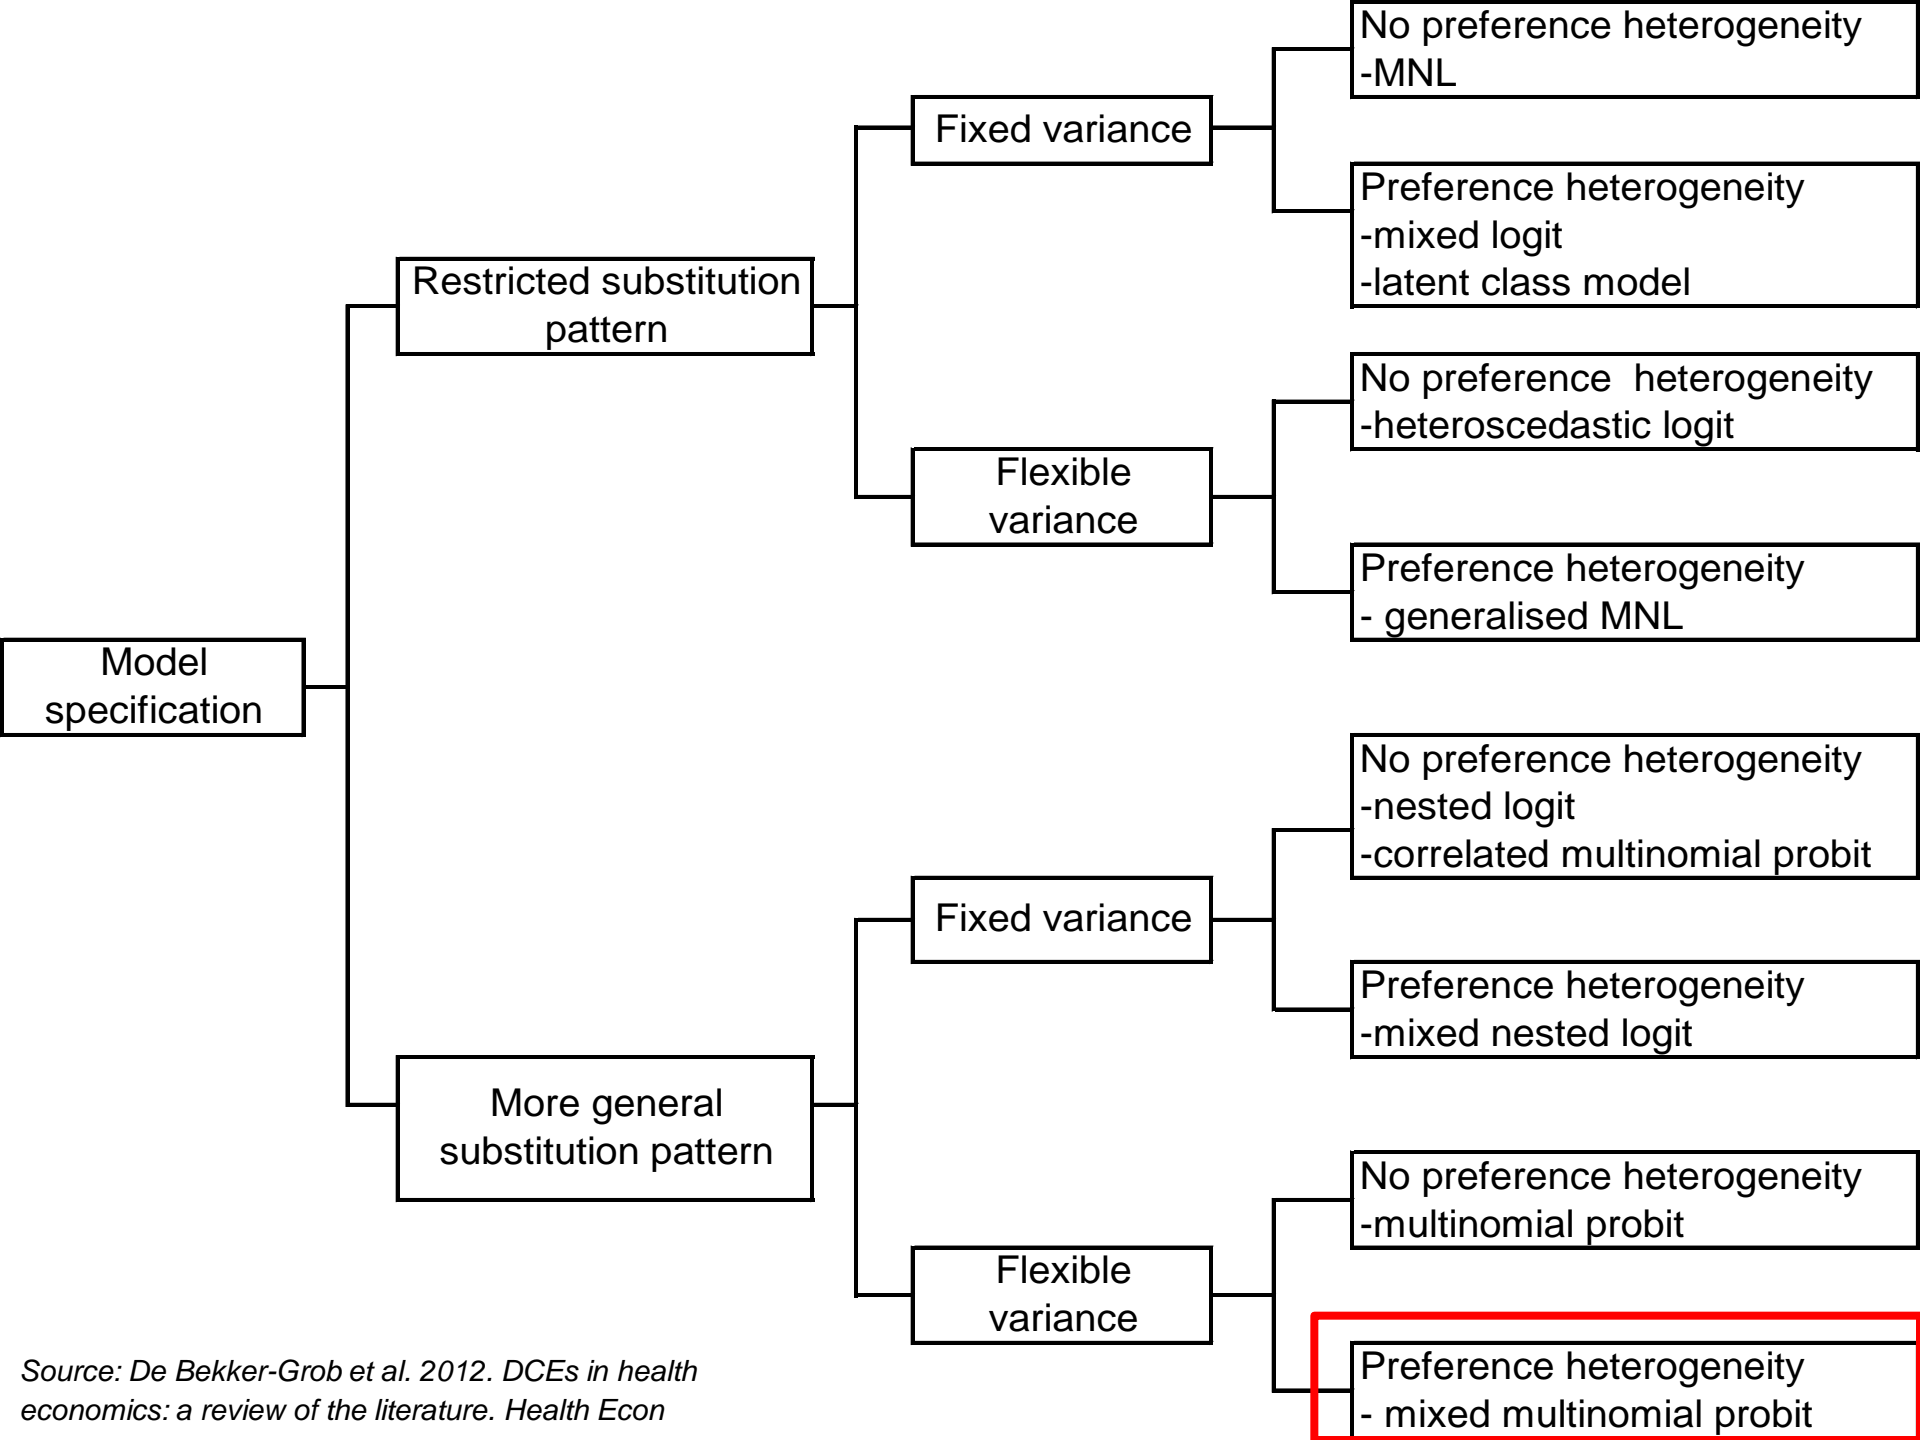 No preference heterogeneity
-MNL
Fixed variance
Preference heterogeneity
-mixed logit
-latent class model
Restricted substitution
pattern
No preference  heterogeneity
-heteroscedastic logit
Flexible
variance
Preference heterogeneity
- generalised MNL
Model
specification
No preference heterogeneity
-nested logit
-correlated multinomial probit
Fixed variance
Preference heterogeneity
-mixed nested logit
More general
substitution pattern
No preference heterogeneity
-multinomial probit
Flexible
variance
Preference heterogeneity
- mixed multinomial probit
Source: De Bekker-Grob et al. 2012. DCEs in health
economics: a review of the literature. Health Econ